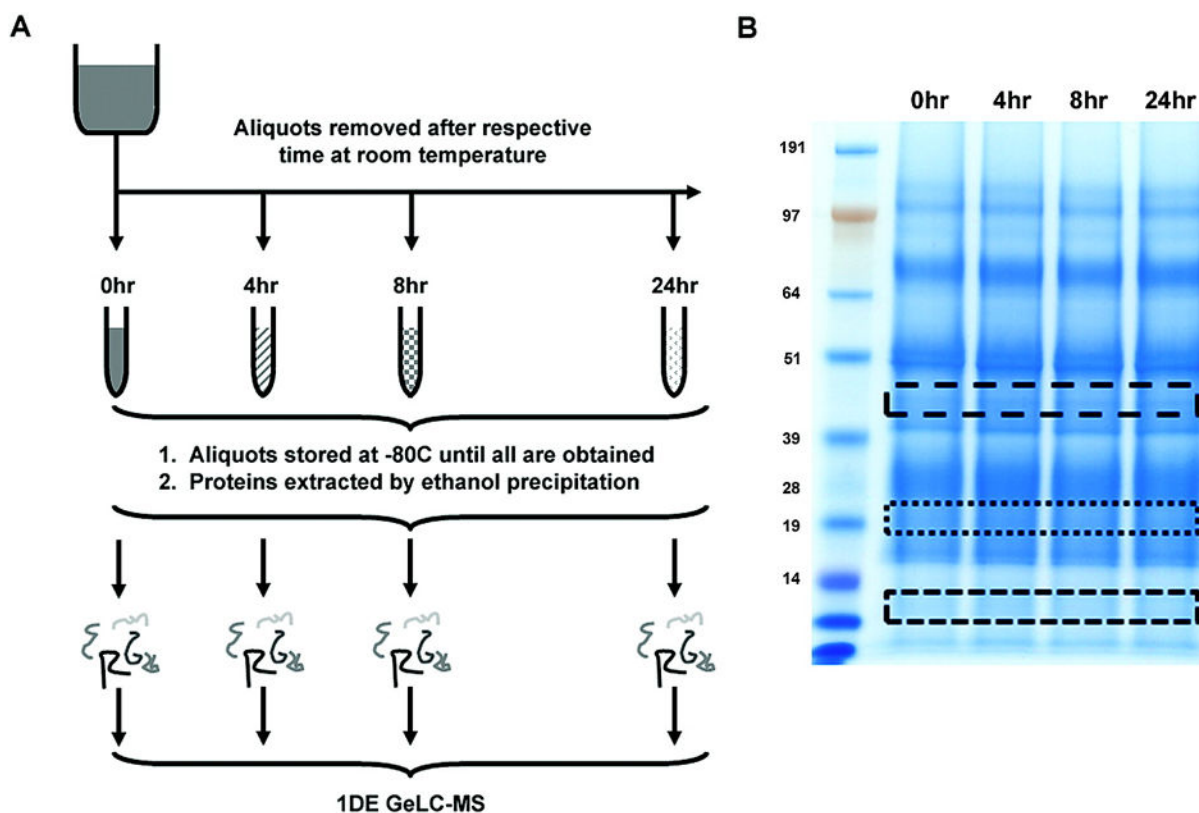 A
Aliquots removed after respective
time at room temperature
0hr 4hr 8hr 24hr
1. Aliquots stored at -80C until all are obtained
2. Proteins extracted by ethanol precipitation
1DE GeLC-MS
B
0hr 4hr 8hr 24hr
191
97
64
51
39
28
19
14